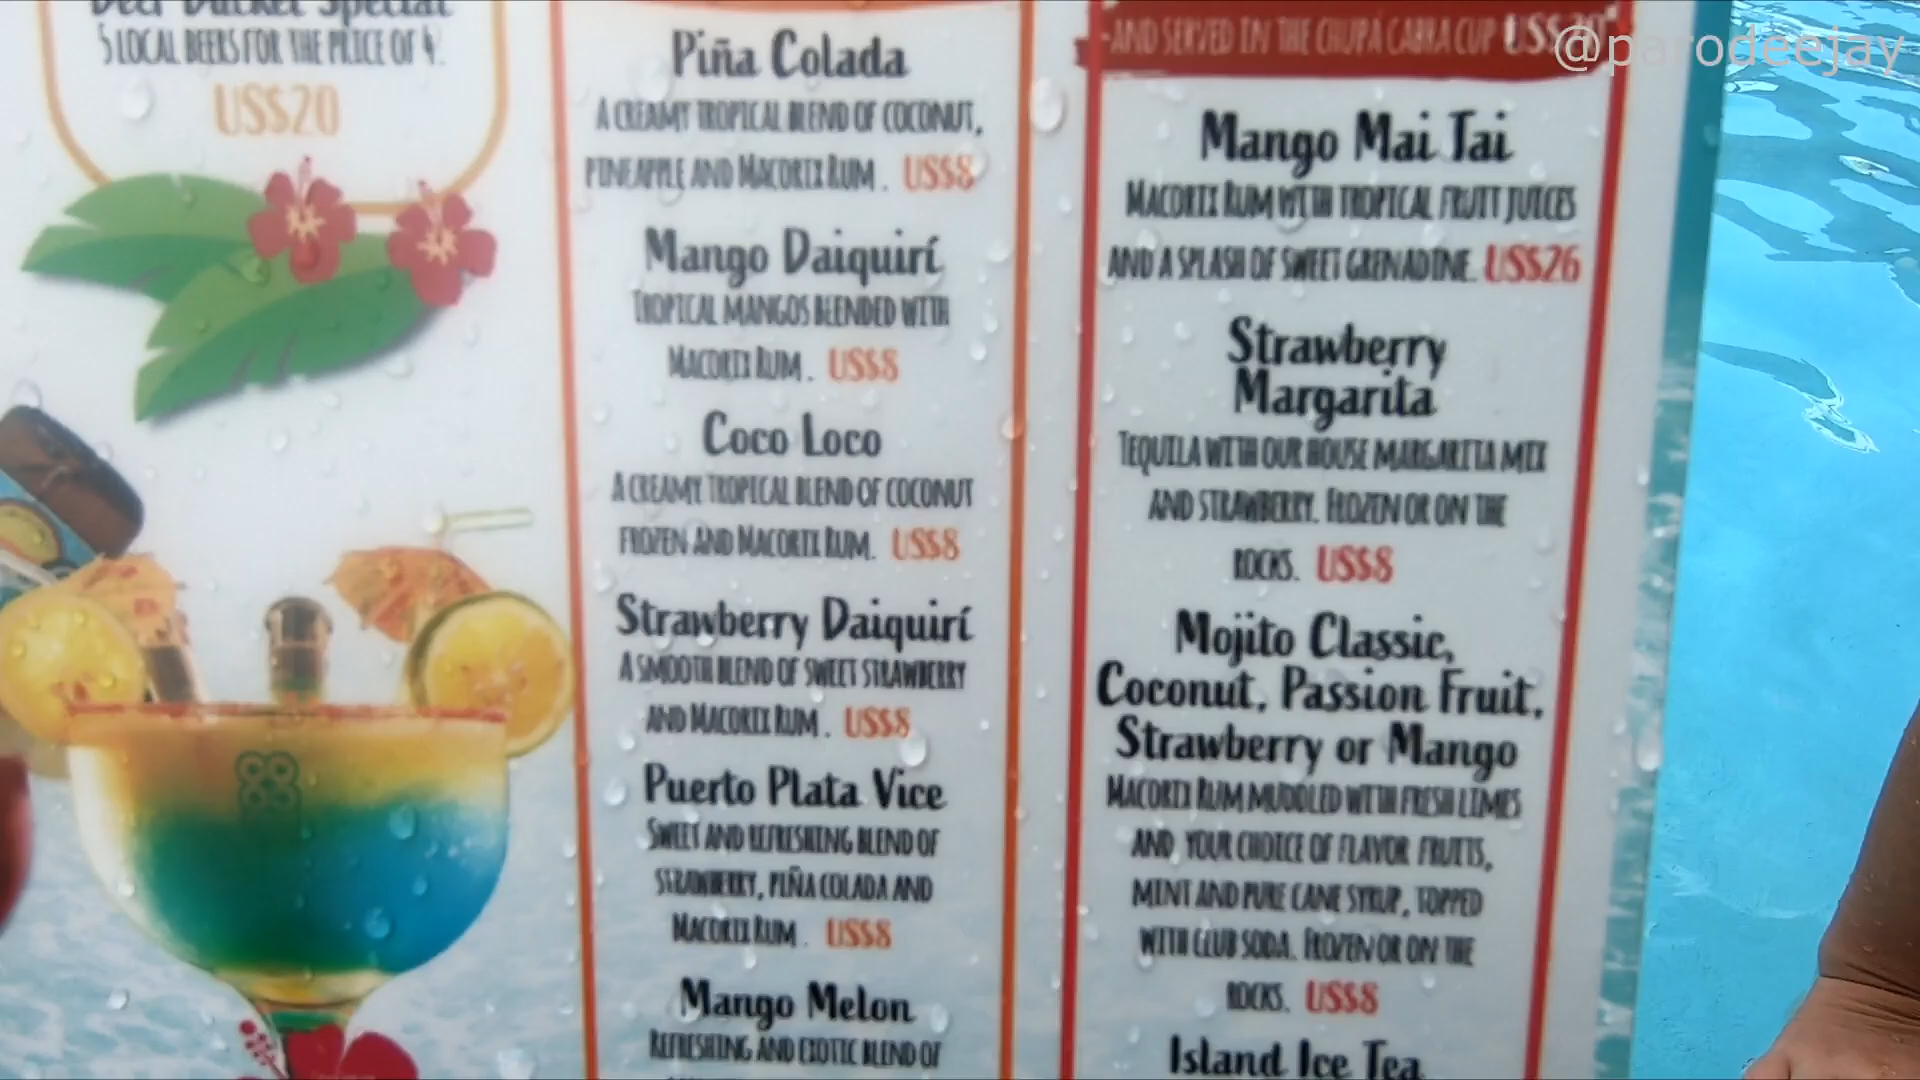 Beer Bucket Special
5 LOCAL BEERS FOR THE PRICE OF 4.
US$20
Piña Colada
A CREAMY TROPICAL BLEND OF COCONUT,
PINEAPPLE AND MACORIX RUM. US$8
Mango Daiquirí
TROPICAL MANGOS BLENDED WITH
MACORIX RUM. US$8
Coco Loco
A CREAMY TROPICAL BLEND OF COCONUT
FROZEN AND MACORIX RUM. US$8
Strawberry Daiquirí
A SMOOTH BLEND OF SWEET STRAWBERRY
AND MACORIX RUM. US$8
Puerto Plata Vice
SWEET AND REFRESHING BLEND OF
STRAWBERRY, PIÑA COLADA AND
MACORIX RUM. US$8
Mango Melon
REFRESHING AND EXOTIC BLEND OF
-AND SERVED IN THE CHUPA CABRA CUP
@parodeejay
Mango Mai Tai
MACORIX RUM WITH TROPICAL FRUIT JUICES
AND A SPLASH OF SWEET GRENADINE. US$26
Strawberry
Margarita
TEQUILA WITH OUR HOUSE MARGARITA MIX
AND STRAWBERRY. FROZEN OR ON THE
ROCKS. US$8
Mojito Classic,
Coconut, Passion Fruit,
Strawberry or Mango
MACORIX RUM MUDDLED WITH FRESH LIMES
AND YOUR CHOICE OF FLAVOR FRUITS,
MINT AND PURE CANE SYRUP, TOPPED
WITH CLUB SODA. FROZEN OR ON THE
ROCKS. US$8
Island Ice Tea